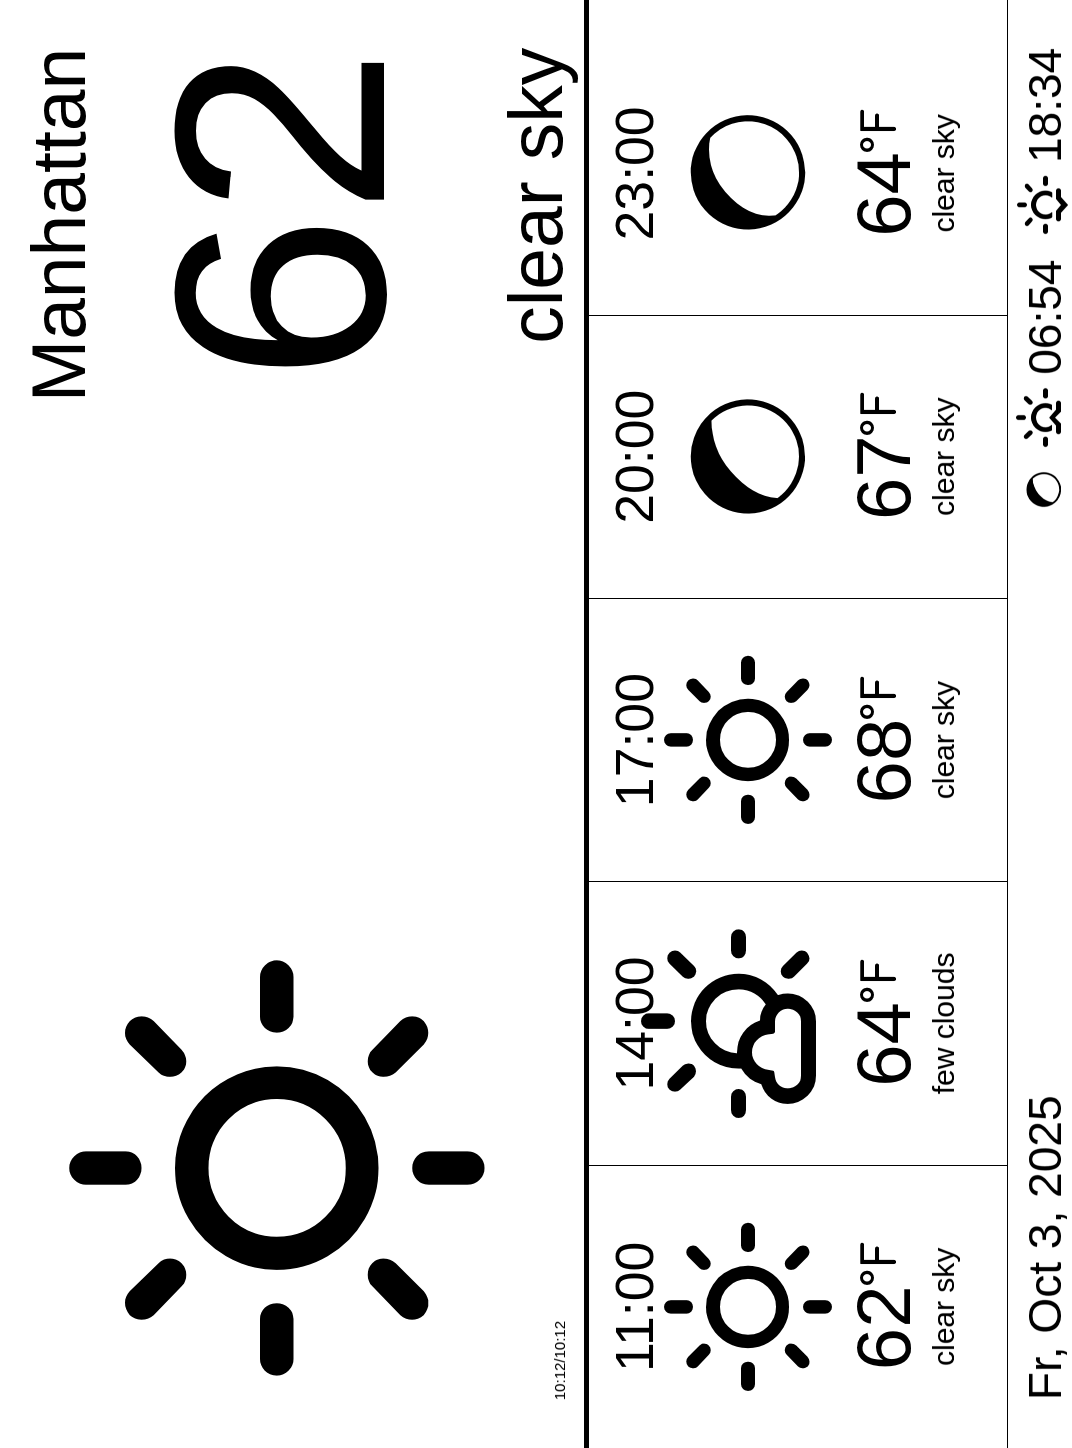 Manhattan
62
clear sky
10:12/10:12
11:00
62°F
clear sky
14:00
64°F
few clouds
17:00
68°F
clear sky
20:00
67°F
clear sky
23:00
64°F
clear sky
Fr, Oct 3, 2025
06:54
18:34